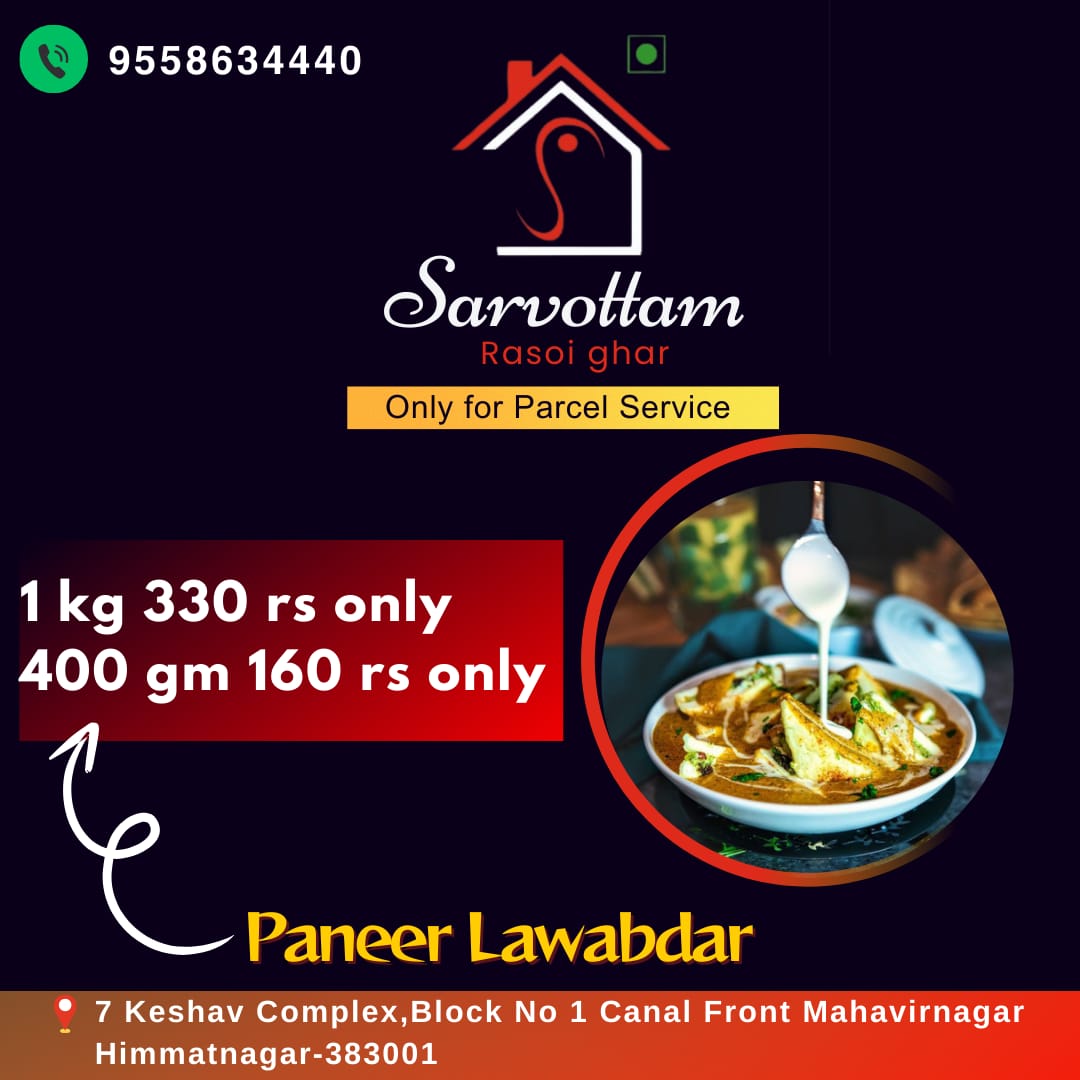 9558634440
Sarvottam
Rasoi ghar
Only for Parcel Service
1 kg 330 rs only
400 gm 160 rs only
Paneer Lawabdar
7 Keshav Complex,Block No 1 Canal Front Mahavirnagar
Himmatnagar-383001